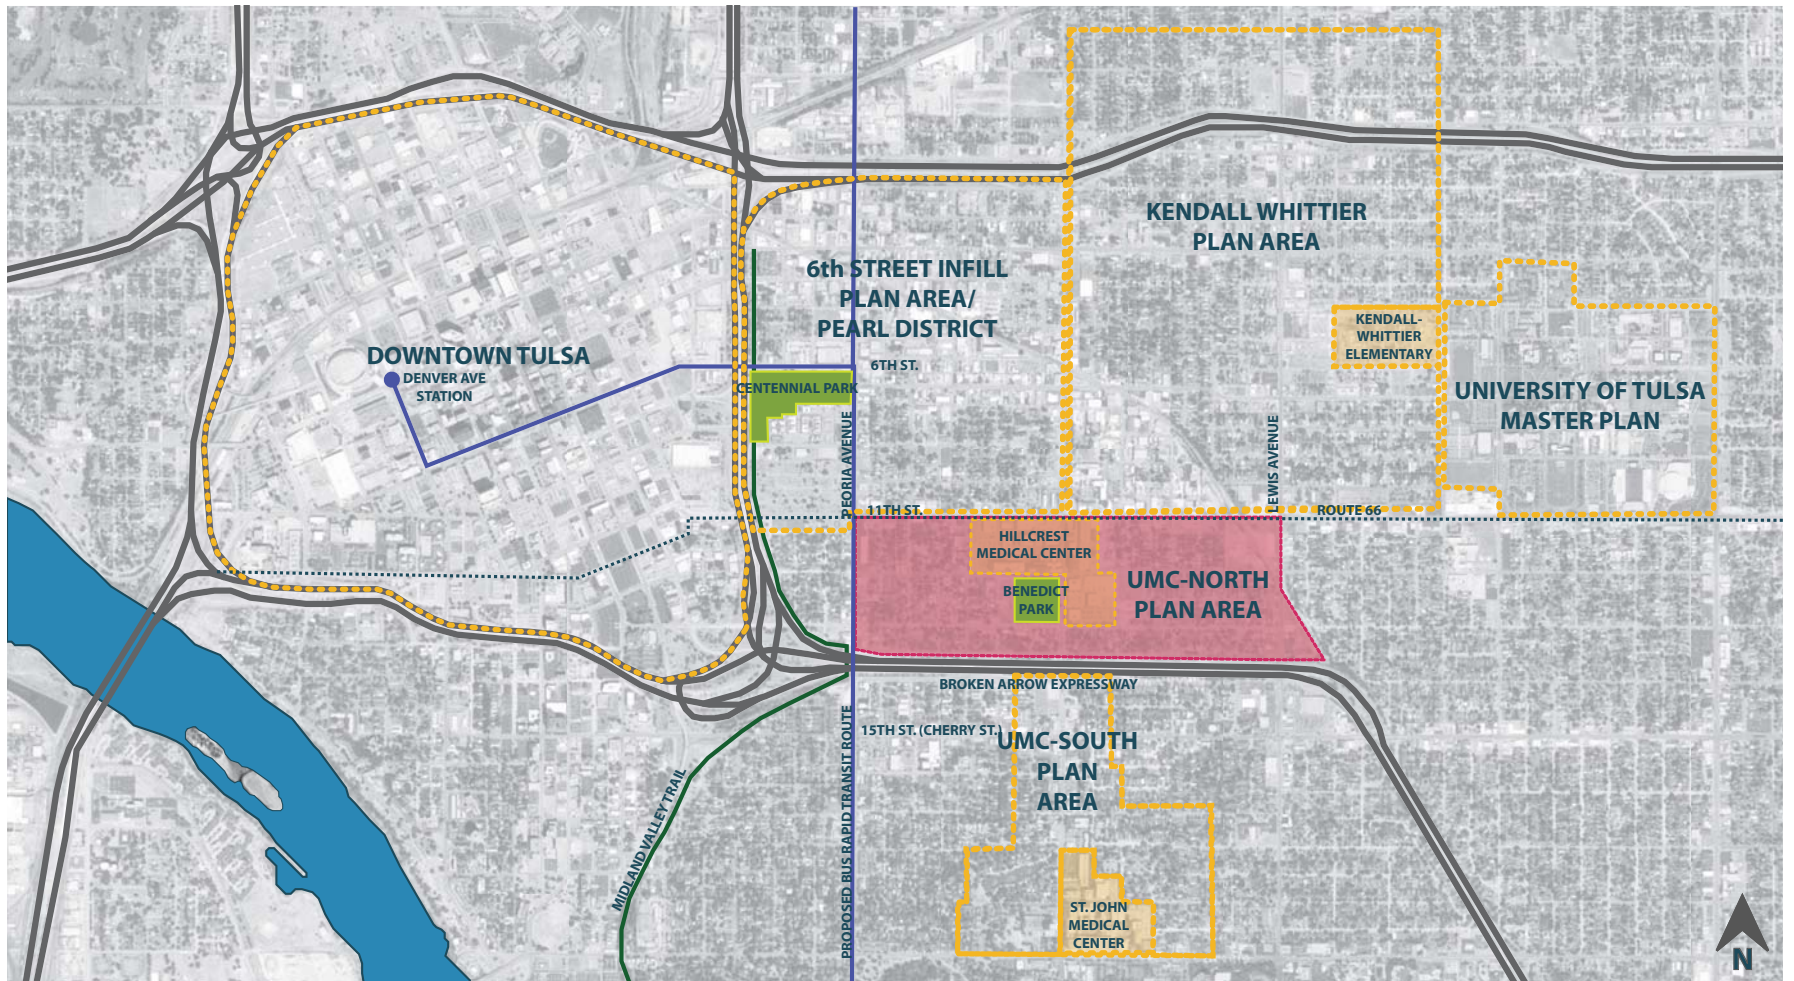 KENDALL WHITTIER
PLAN AREA
6th STREET INFILL
PLAN AREA/
PEARL DISTRICT
KENDALL-
WHITTIER
ELEMENTARY
DOWNTOWN TULSA
DENVER AVE
STATION
6TH ST.
CENTENNIAL PARK
UNIVERSITY OF TULSA
MASTER PLAN
PEORIA AVENUE
LEWIS AVENUE
11TH ST.
ROUTE 66
HILLCREST
MEDICAL CENTER
BENEDICT
PARK
UMC-NORTH
PLAN AREA
BROKEN ARROW EXPRESSWAY
15TH ST. (CHERRY ST.)
UMC-SOUTH
PLAN
AREA
MIDLAND VALLEY TRAIL
PROPOSED BUS RAPID TRANSIT ROUTE
ST. JOHN
MEDICAL
CENTER
N